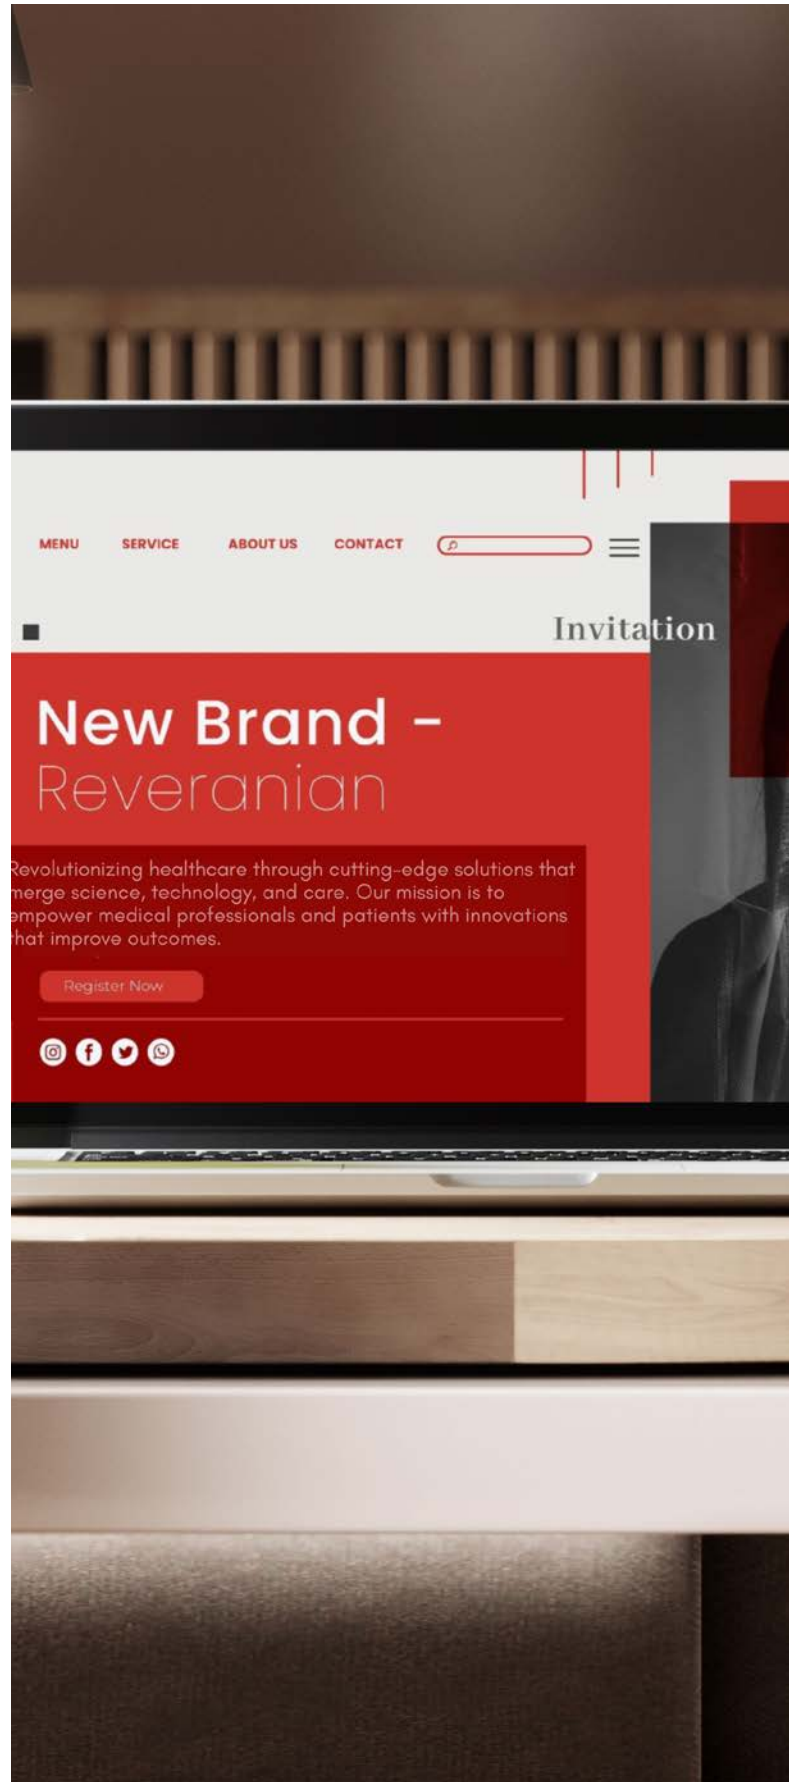 MENU SERVICE ABOUT US CONTACT
Invitation
New Brand -
Reveranian
Revolutionizing healthcare through cutting-edge solutions that
merge science, technology, and care. Our mission is to
empower medical professionals and patients with innovations
that improve outcomes.
Register Now